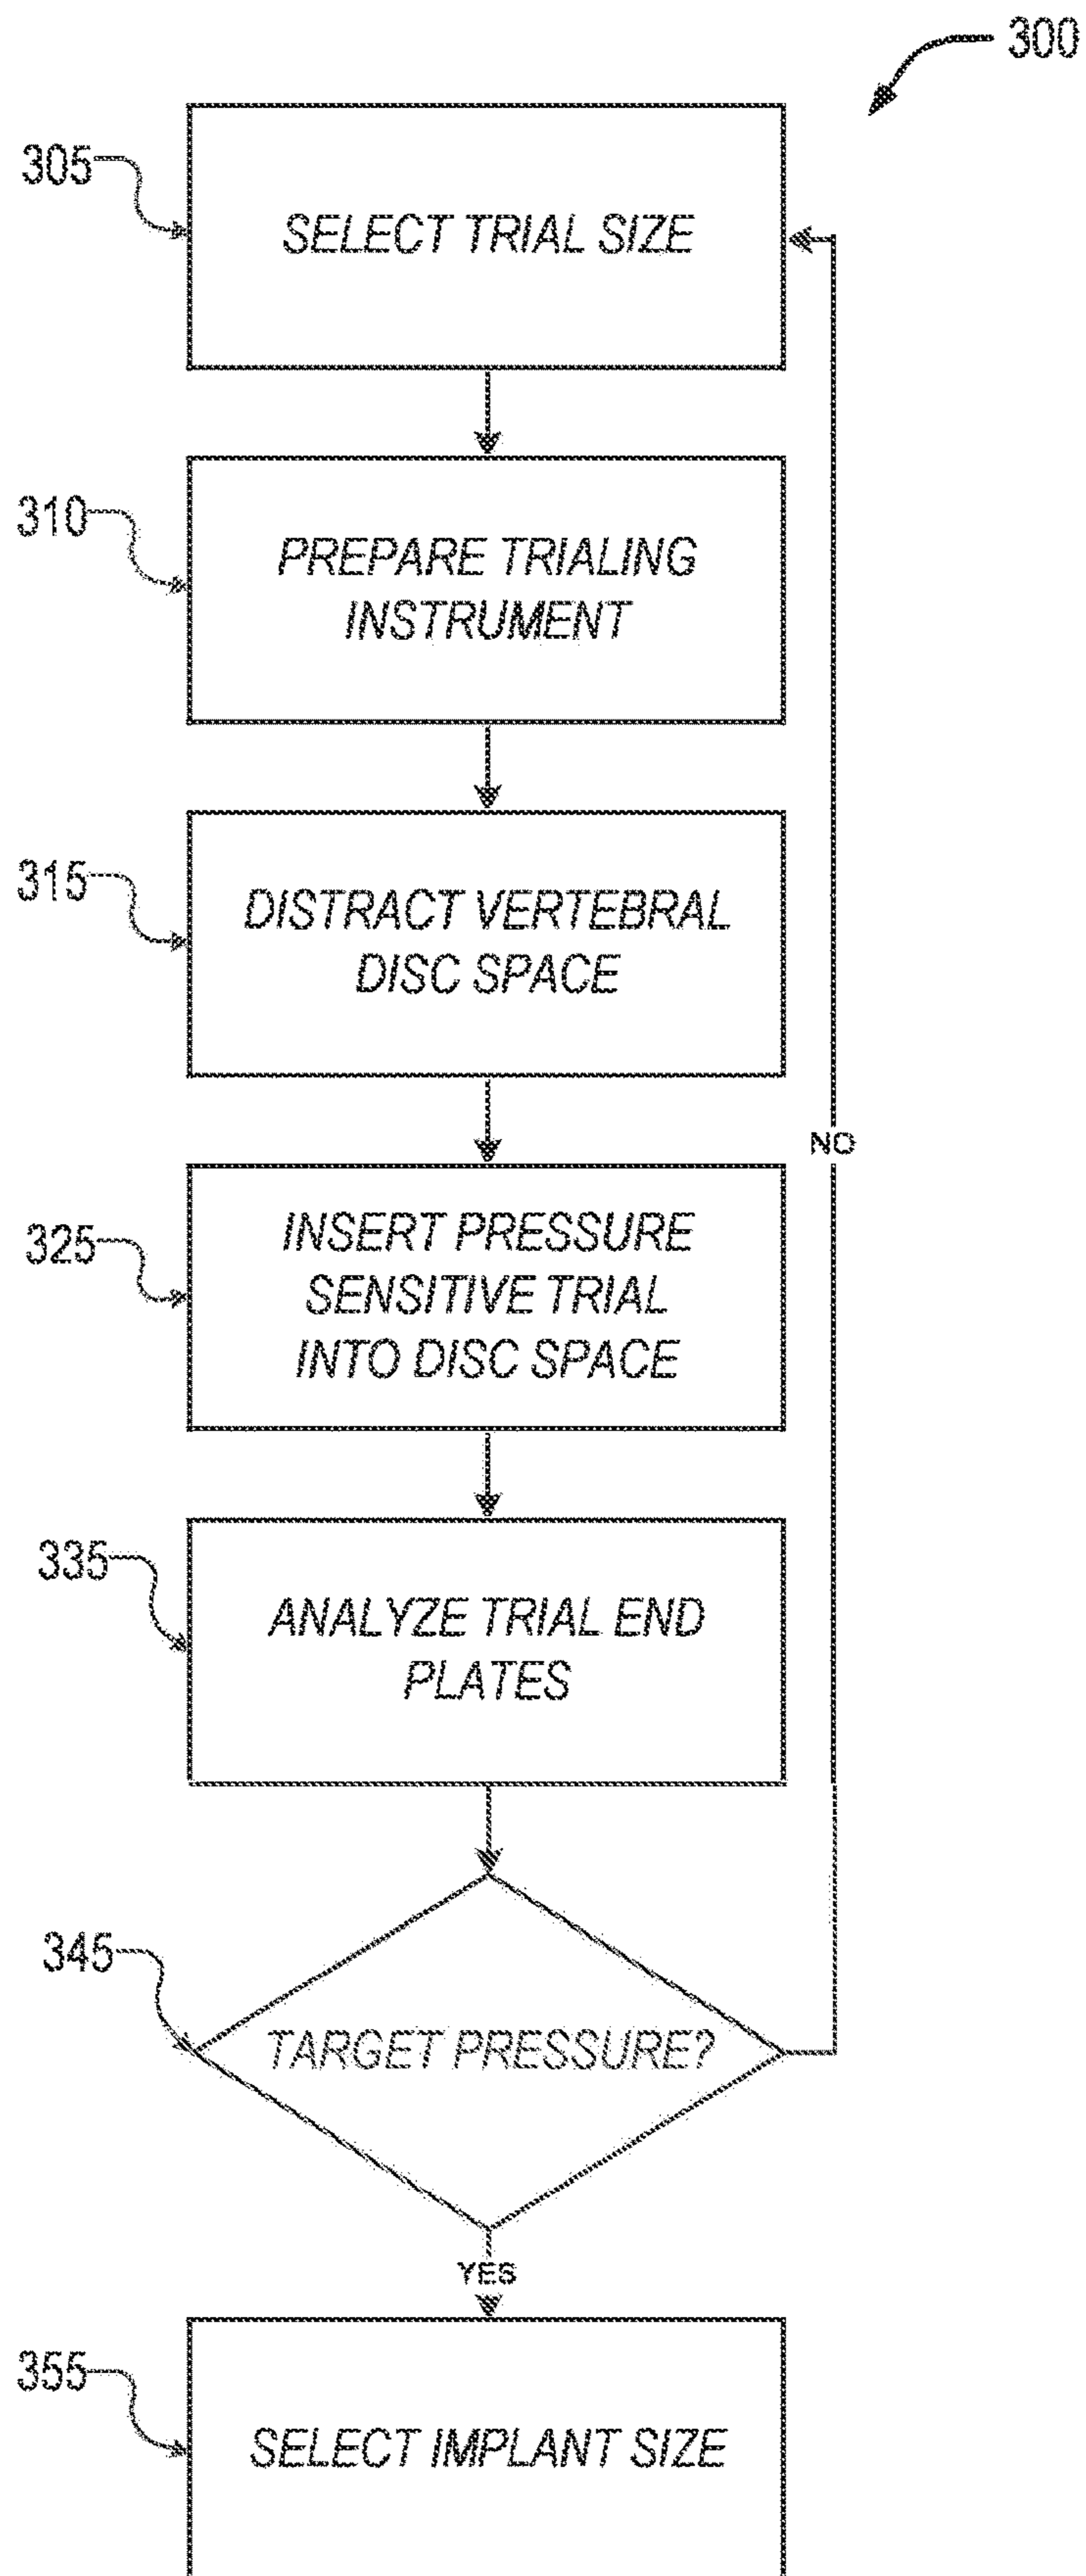 300
305
SELECT TRIAL SIZE
310
PREPARE TRIALING
INSTRUMENT
315
DISTRACT VERTEBRAL
DISC SPACE
NO
325
INSERT PRESSURE
SENSITIVE TRIAL
INTO DISC SPACE
335
ANALYZE TRIAL END
PLATES
345
TARGET PRESSURE?
YES
355
SELECT IMPLANT SIZE